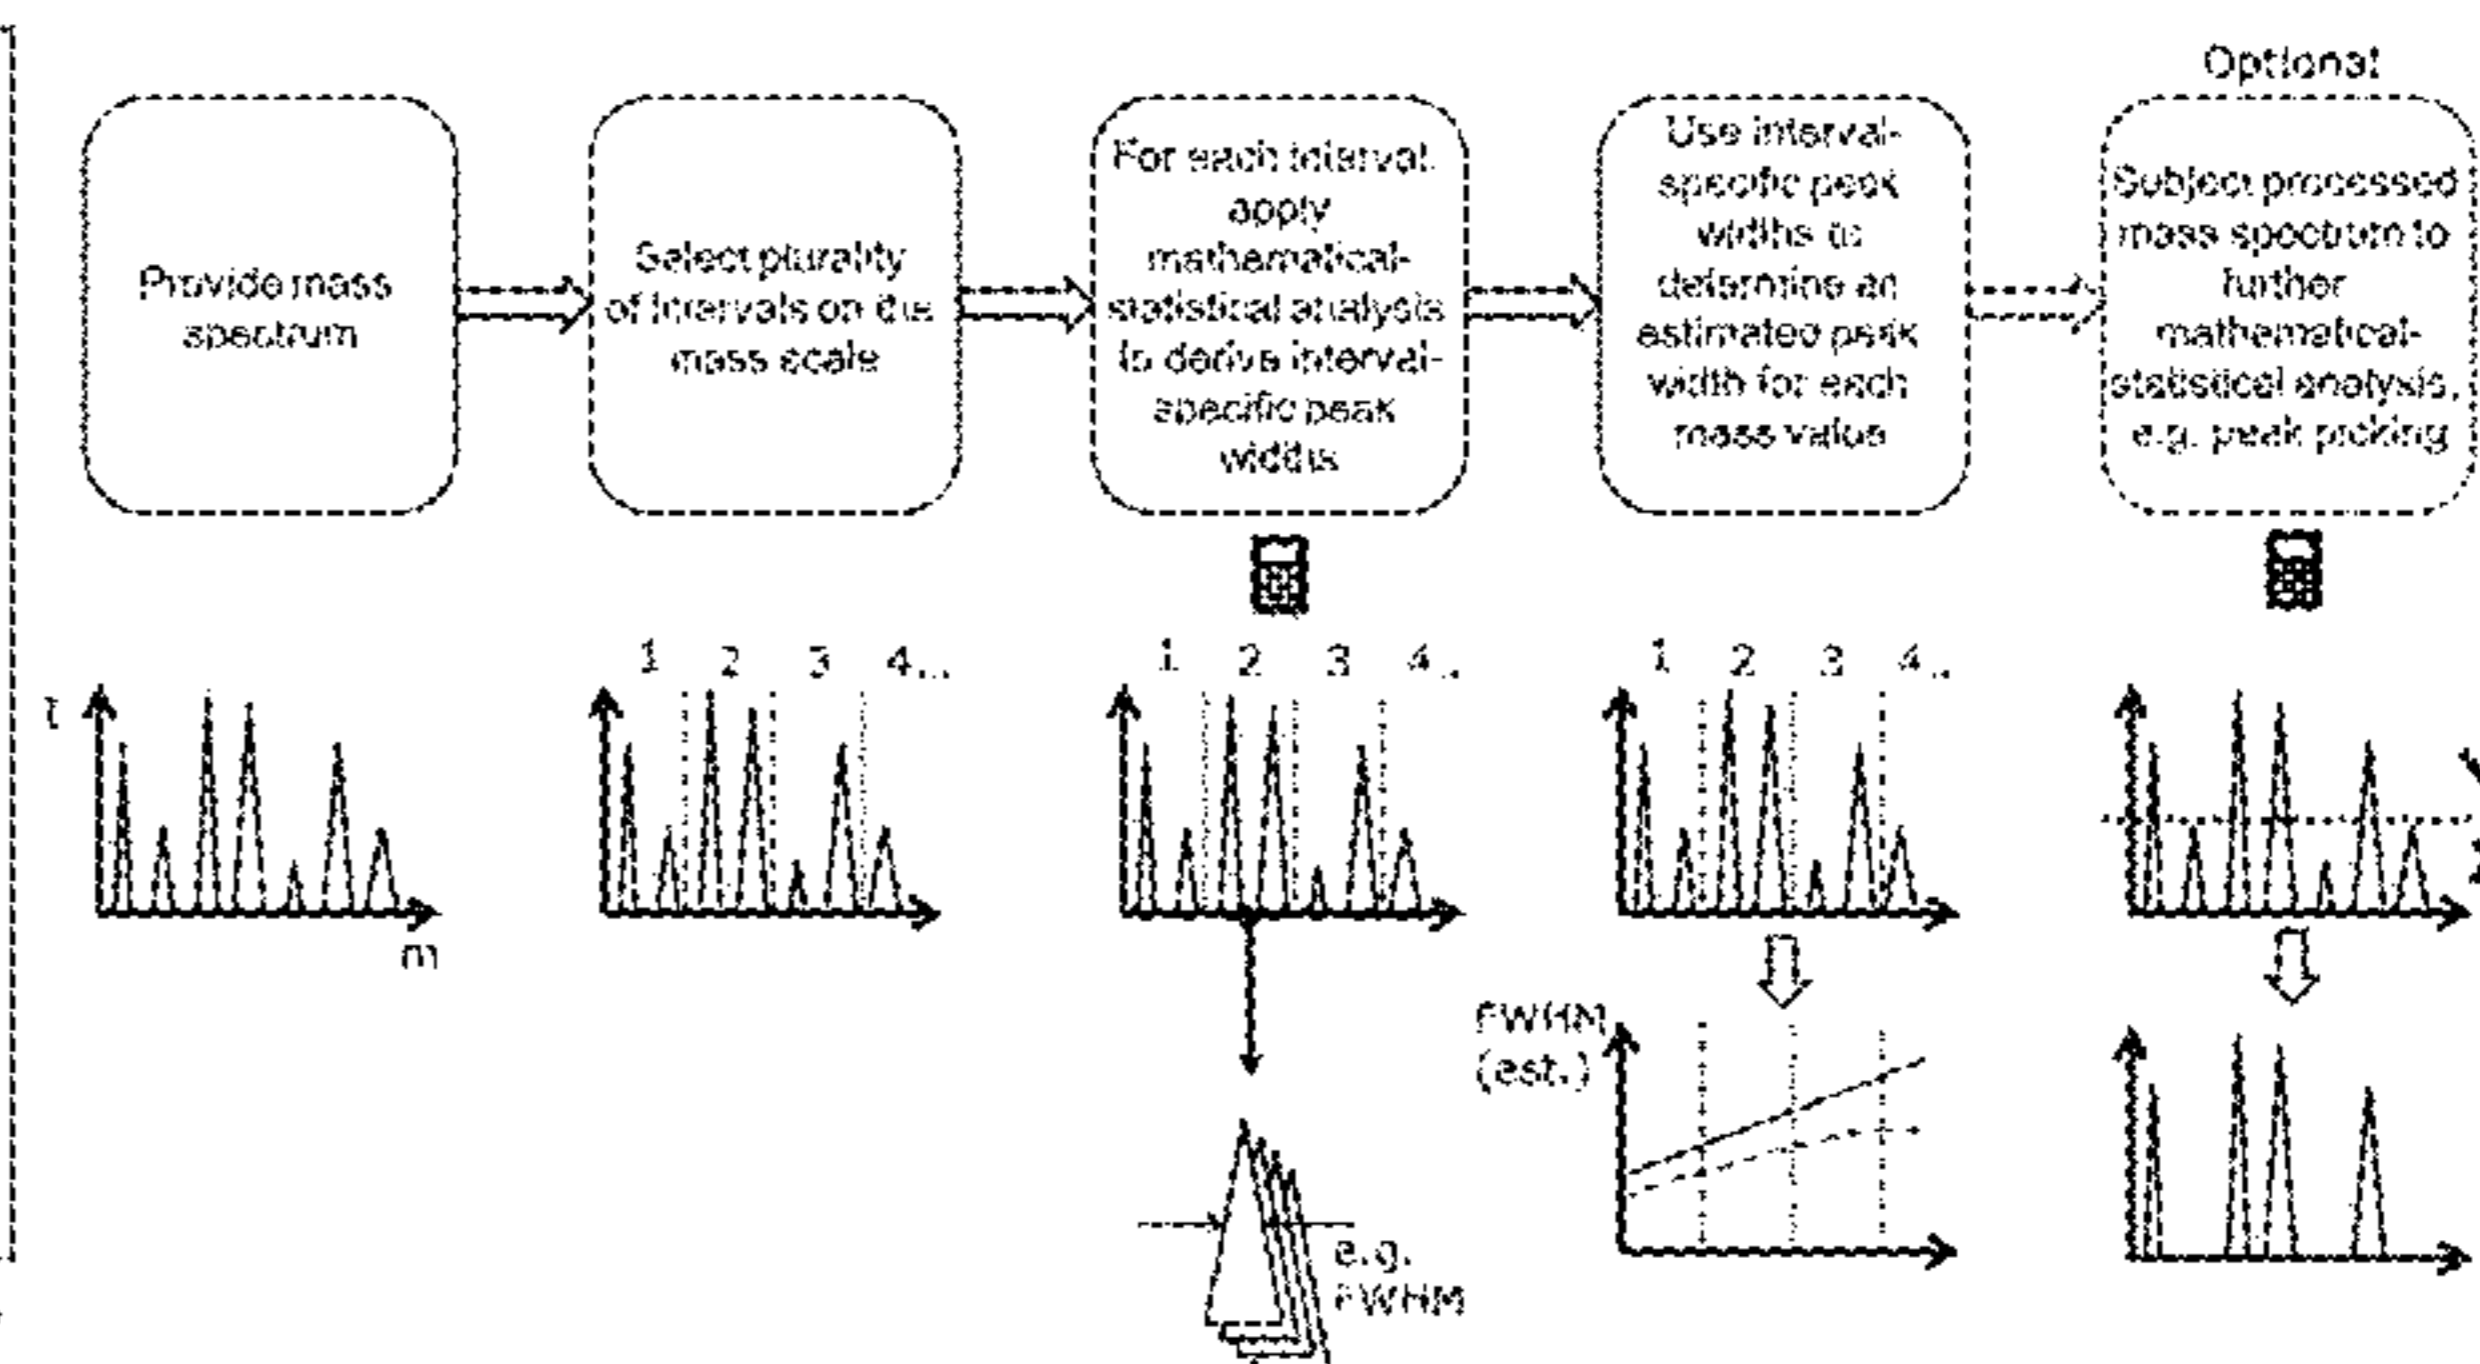 Optional
Provide mass
spectrum
Select plurality
of intervals on the
mass scale
For each interval
apply
mathematical-
statistical analysis
to derive interval-
specific peak
widths
Use interval-
specific peak
widths to
determine an
estimated peak
width for each
mass value
Subject processed
mass spectrum to
further
mathematical-
statistical analysis,
e.g. peak picking
1 2 3 4..
1 2 3 4..
1 2 3 4..
m
FWHM
(est.)
e.g.
FWHM